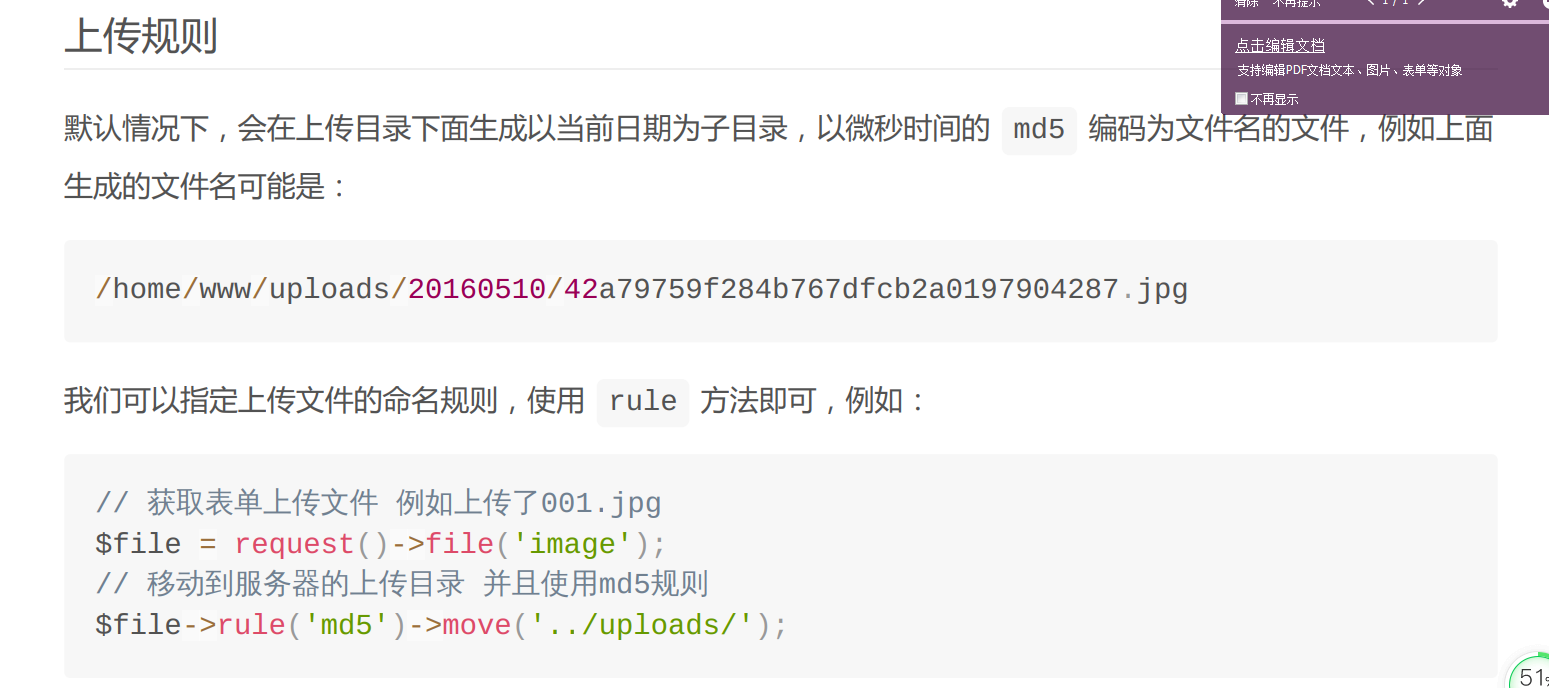 上传规则
不再提示
1 / 1
点击编辑文档
支持编辑PDF文档文本、图片、表单等对象
不再显示
默认情况下，会在上传目录下面生成以当前日期为子目录，以微秒时间的 md5 编码为文件名的文件，例如上面
生成的文件名可能是：
/home/www/uploads/20160510/42a79759f284b767dfcb2a0197904287.jpg
我们可以指定上传文件的命名规则，使用 rule 方法即可，例如：
// 获取表单上传文件 例如上传了001.jpg
$file = request()->file('image');
// 移动到服务器的上传目录 并且使用md5规则
$file->rule('md5')->move('../uploads/');
51%